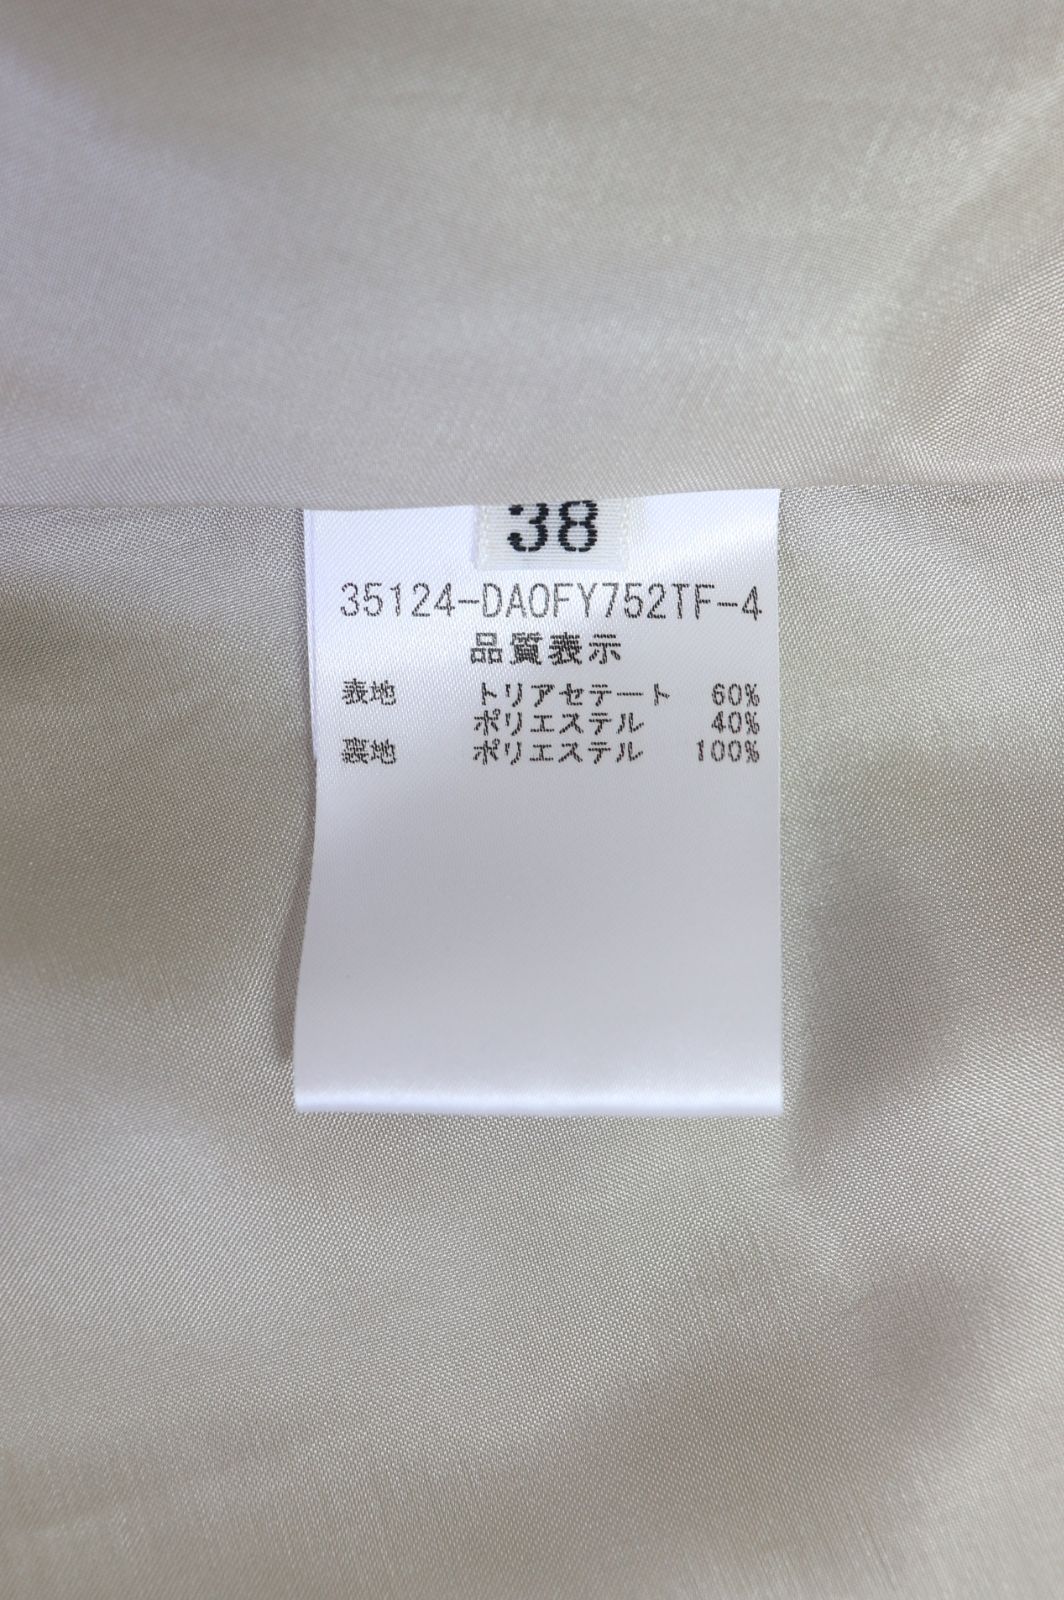 38
35124-DA0FY752TF-4
品質表示
表地 トリアセテート 60%
ポリエステル 40%
裏地 ポリエステル 100%